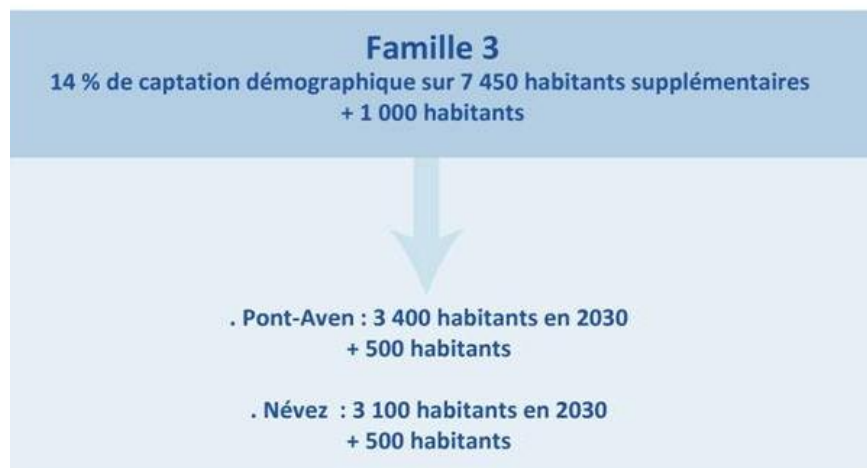 Famille 3
14 % de captation démographique sur 7 450 habitants supplémentaires
+ 1 000 habitants
. Pont-Aven : 3 400 habitants en 2030
+ 500 habitants
. Névez : 3 100 habitants en 2030
+ 500 habitants